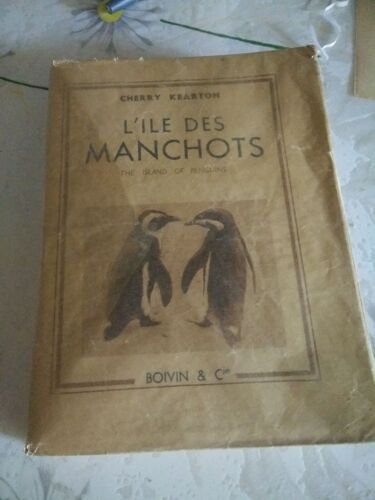 CHERRY KEARTON
L'ILE DES
MANCHOTS
THE ISLAND OF PENGUINS
BOIVIN & Cie